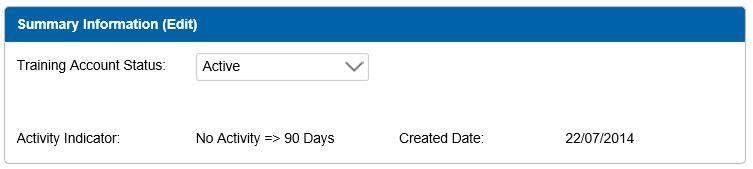 Summary Information (Edit)
Training Account Status: Active
Activity Indicator: No Activity => 90 Days Created Date: 22/07/2014